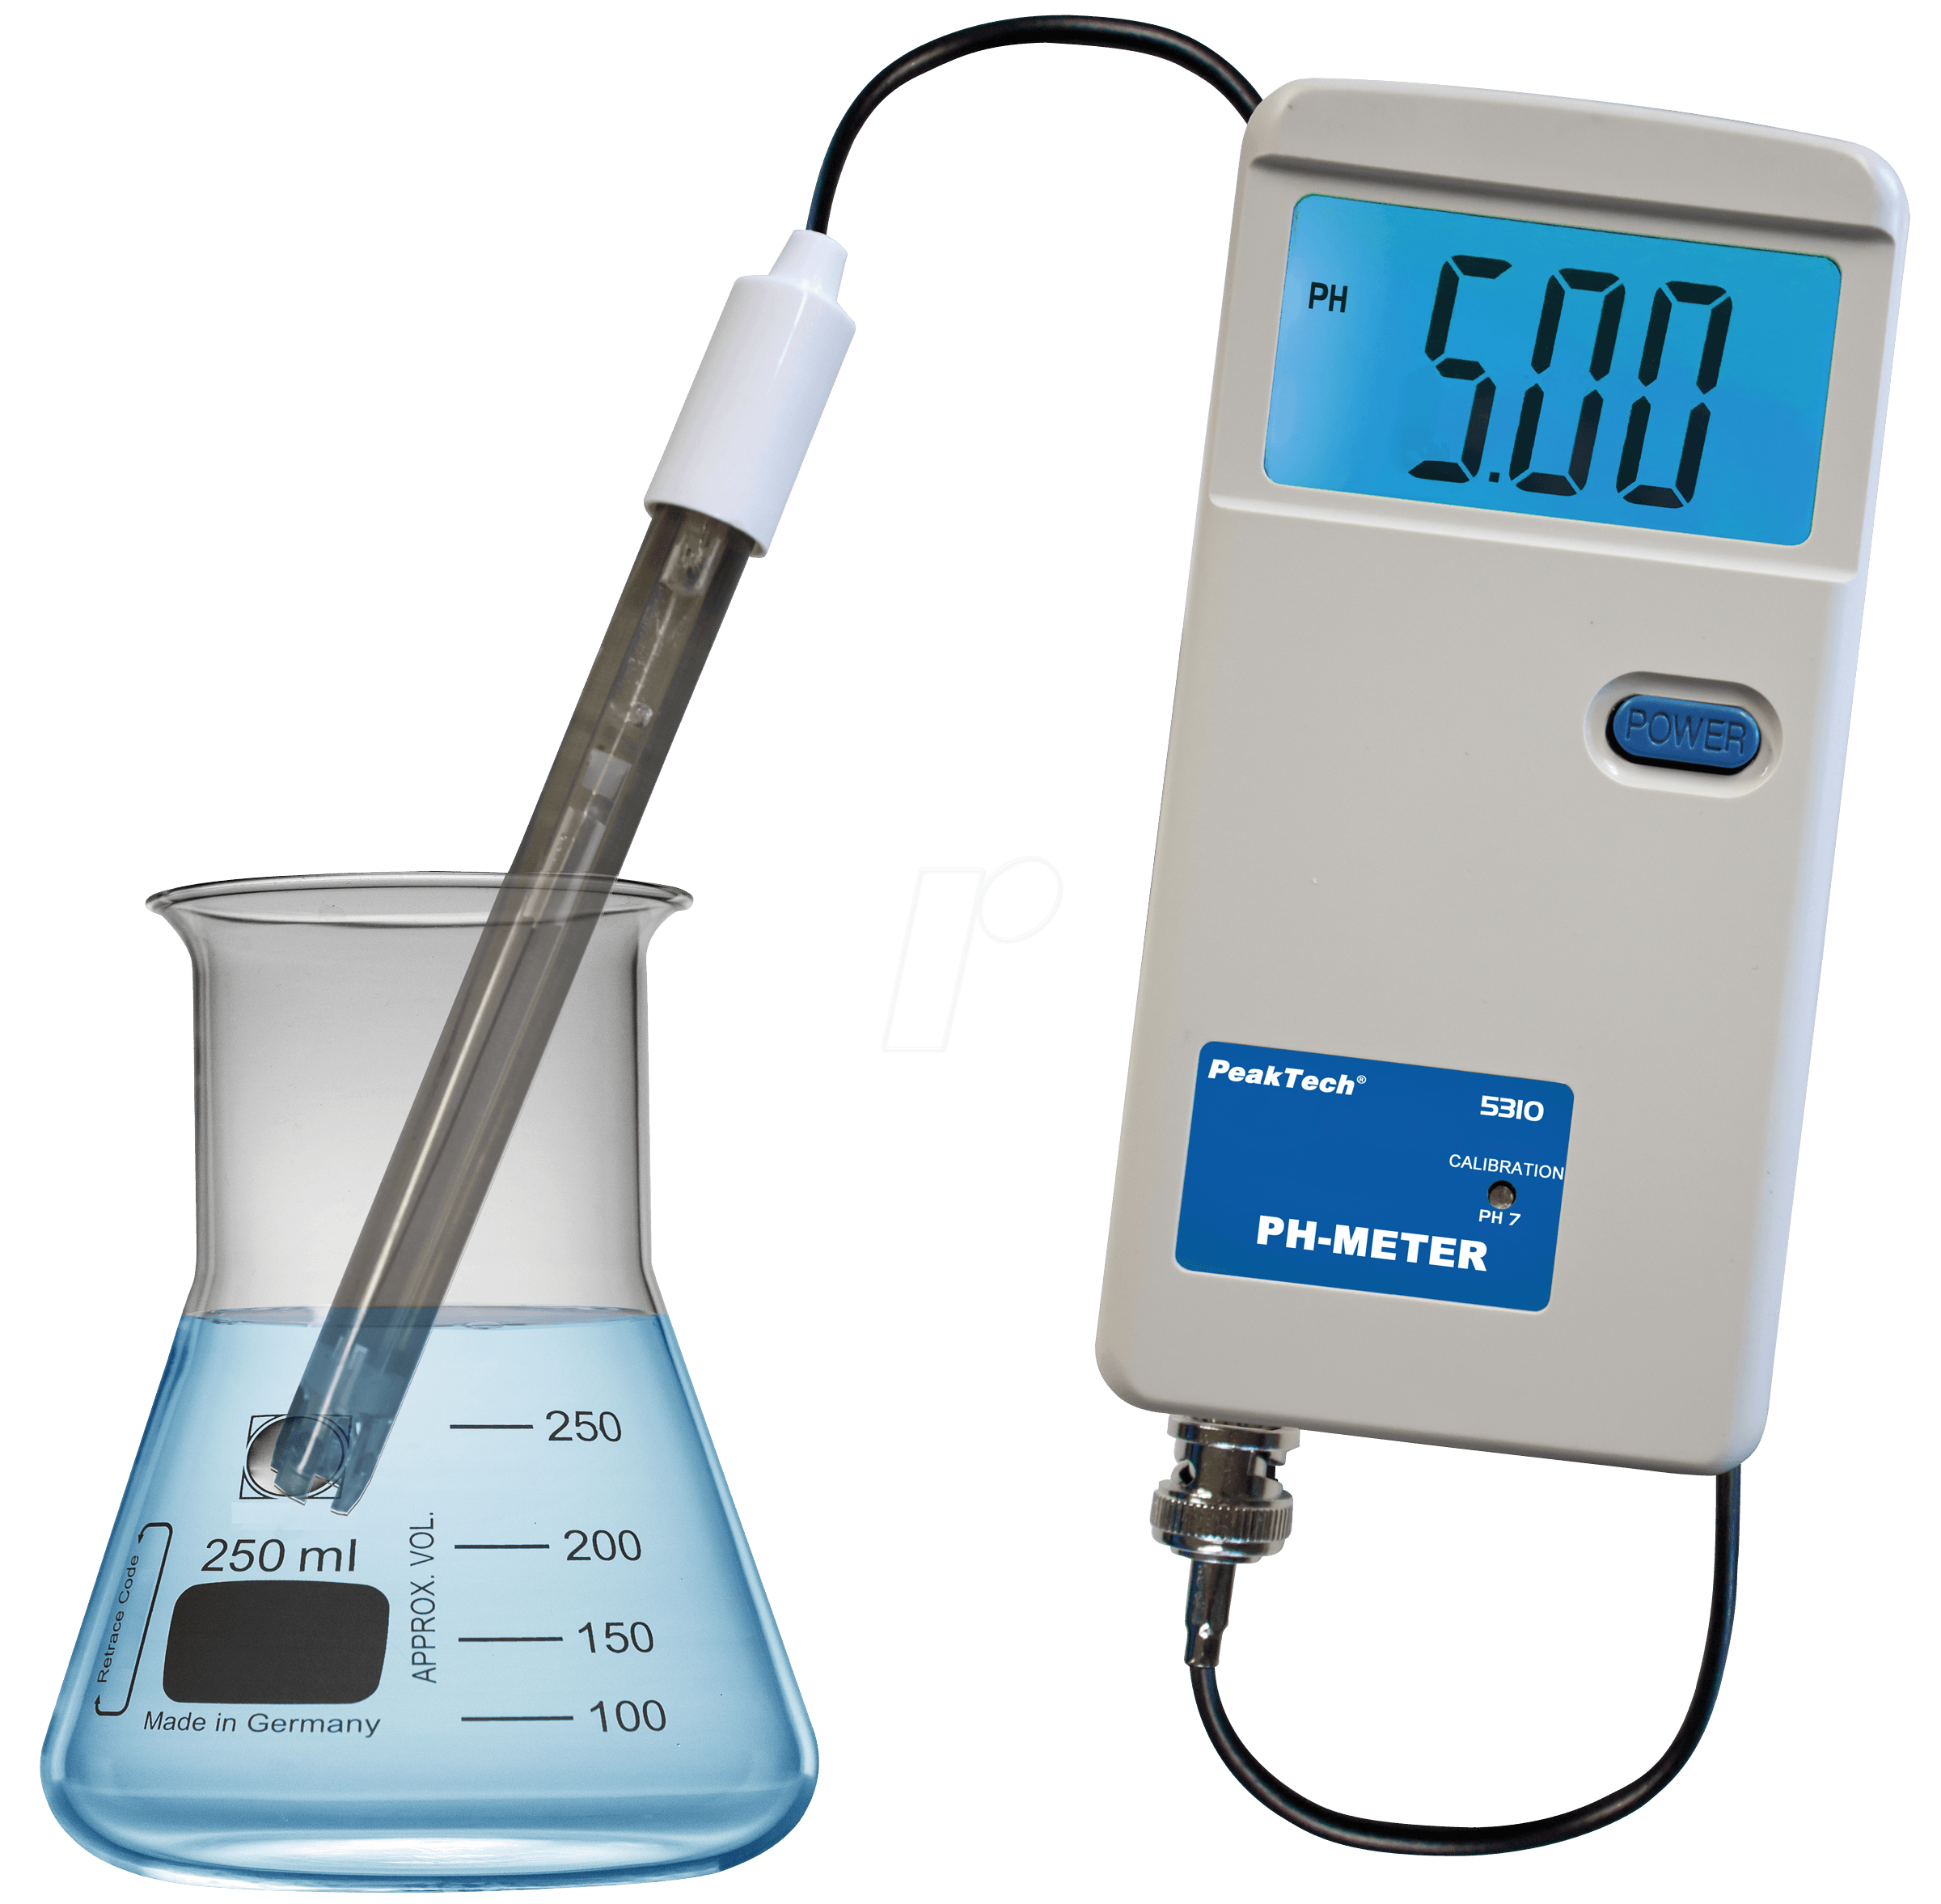 PH
5.00
POWER
PeakTech®
5310
CALIBRATION
PH 7
PH-METER
250
200
150
100
250 ml
APPROX. VOL.
Retrace Code
Made in Germany
r